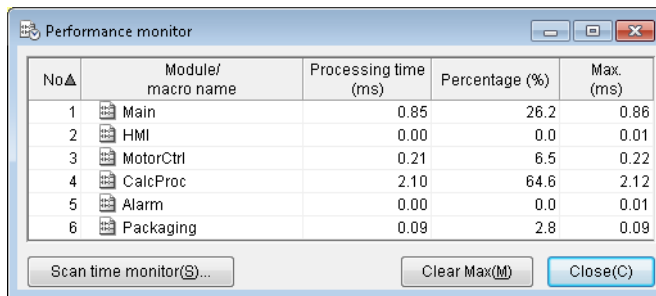 Performance monitor
No▲ Module/ macro name Processing time (ms) Percentage (%) Max. (ms)
1 Main 0.85 26.2 0.86
2 HMI 0.00 0.0 0.01
3 MotorCtrl 0.21 6.5 0.22
4 CalcProc 2.10 64.6 2.12
5 Alarm 0.00 0.0 0.01
6 Packaging 0.09 2.8 0.09
Scan time monitor(S)... Clear Max(M) Close(C)